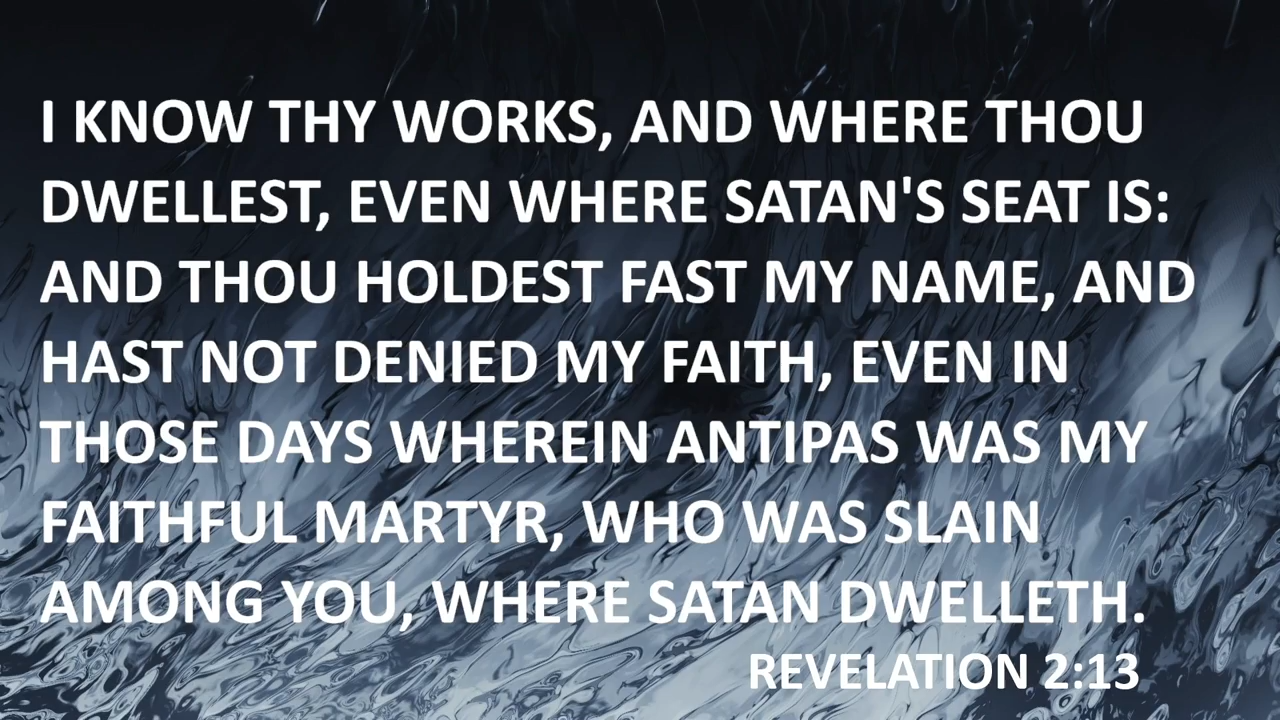 I KNOW THY WORKS, AND WHERE THOU
DWELLEST, EVEN WHERE SATAN'S SEAT IS:
AND THOU HOLDEST FAST MY NAME, AND
HAST NOT DENIED MY FAITH, EVEN IN
THOSE DAYS WHEREIN ANTIPAS WAS MY
FAITHFUL MARTYR, WHO WAS SLAIN
AMONG YOU, WHERE SATAN DWELLETH.
REVELATION 2:13